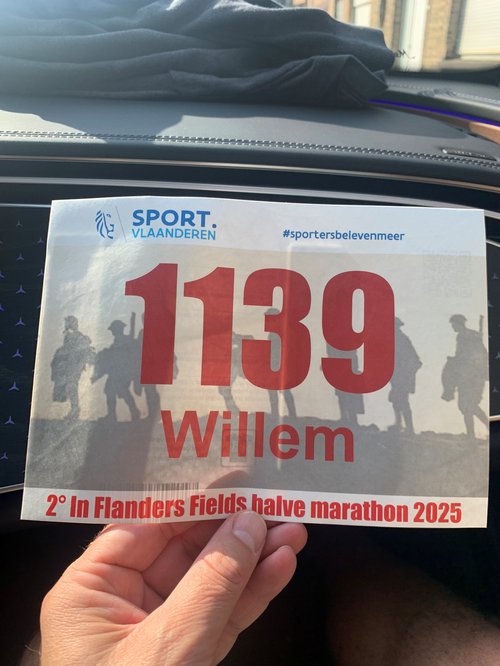 SPORT.
VLAANDEREN
#sportersbelevenmeer
1139
Willem
2° In Flanders Fields halve marathon 2025